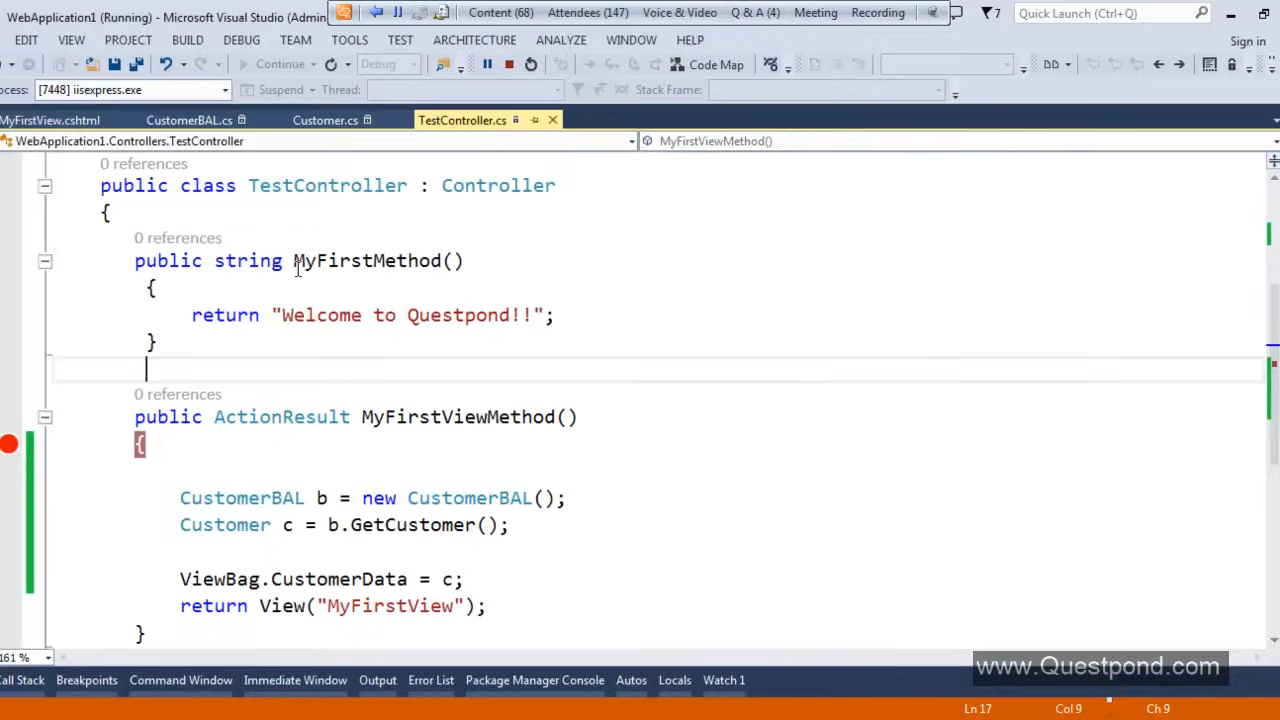 WebApplication1 (Running) - Microsoft Visual Studio (Admin
Content (68) Attendees (147) Voice & Video Q & A (4) Meeting Recording
7 Quick Launch (Ctrl+Q)
EDIT VIEW PROJECT BUILD DEBUG TEAM TOOLS TEST ARCHITECTURE ANALYZE WINDOW HELP
Sign in
Continue Debug Code Map
ocess: [7448] iisexpress.exe Suspend Thread: Stack Frame:
MyFirstView.cshtml CustomerBAL.cs Customer.cs TestController.cs
WebApplication1.Controllers.TestController MyFirstViewMethod()
0 references
public class TestController : Controller
{
0 references
public string MyFirstMethod()
{
return "Welcome to Questpond!!";
}
0 references
public ActionResult MyFirstViewMethod()
{
CustomerBAL b = new CustomerBAL();
Customer c = b.GetCustomer();
ViewBag.CustomerData = c;
return View("MyFirstView");
}
161 %
www.Questpond.com
Call Stack Breakpoints Command Window Immediate Window Output Error List Package Manager Console Autos Locals Watch 1
Ln 17 Col 9 Ch 9